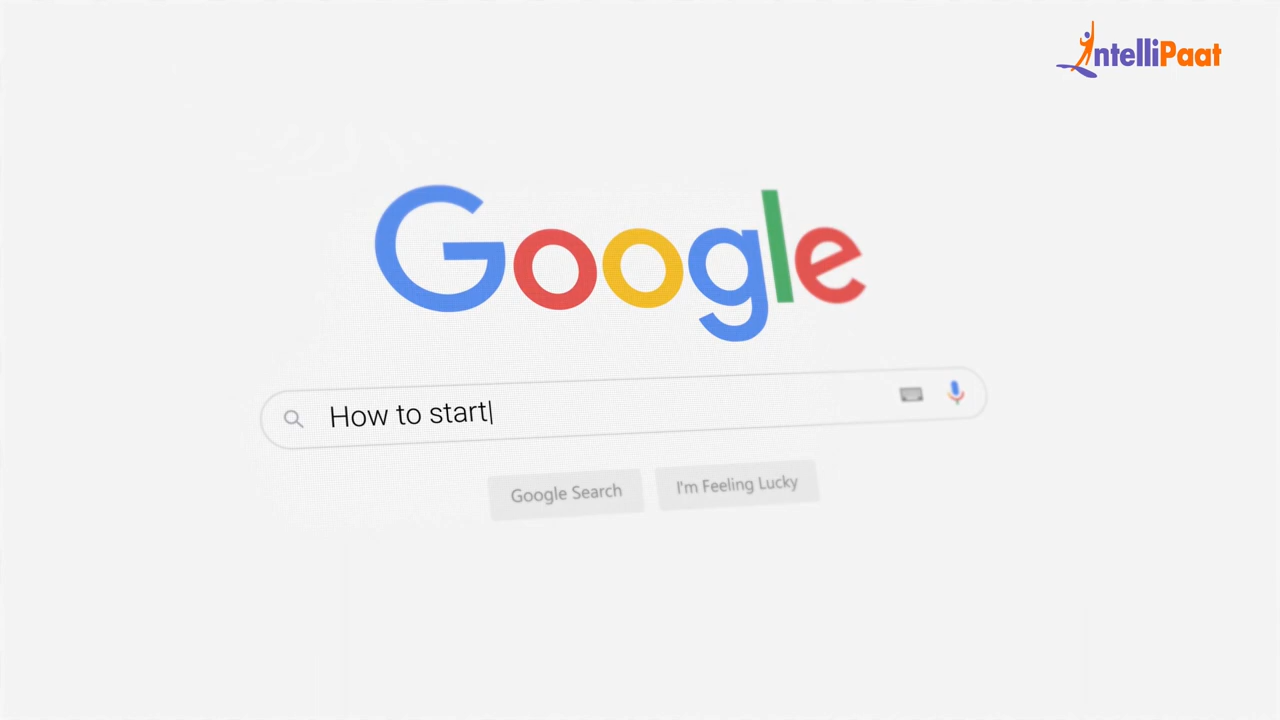 IntelliPaat
Google
How to start
Google Search
I'm Feeling Lucky